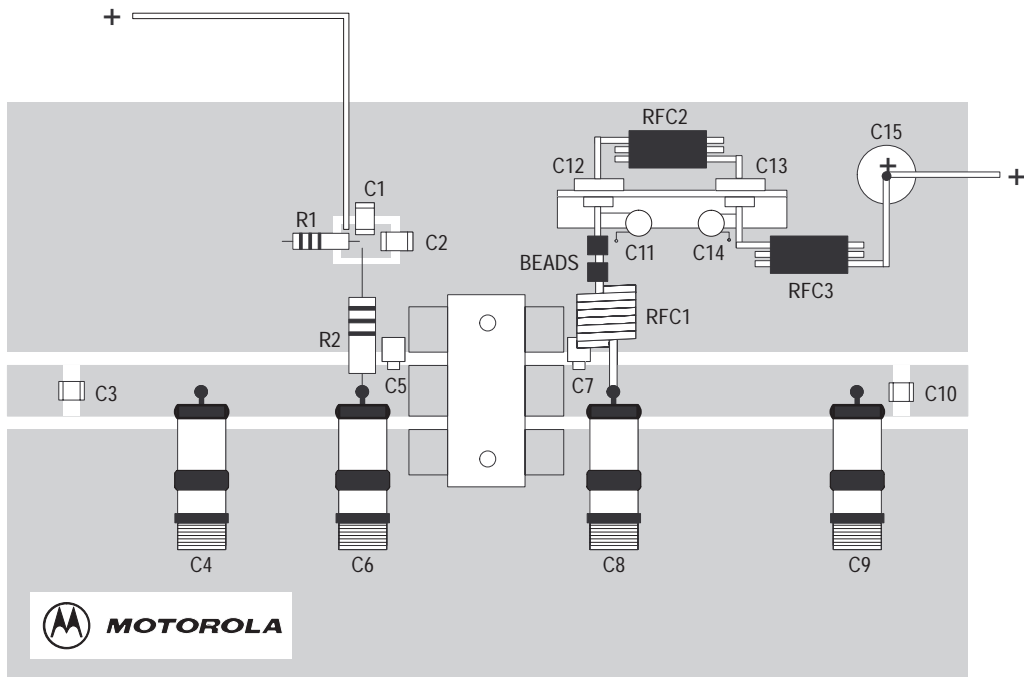 +
RFC2
C15
+
+
C12
C13
C1
R1
C2
C11
C14
BEADS
RFC3
RFC1
R2
C5
C7
C3
C10
C4
C6
C8
C9
MOTOROLA